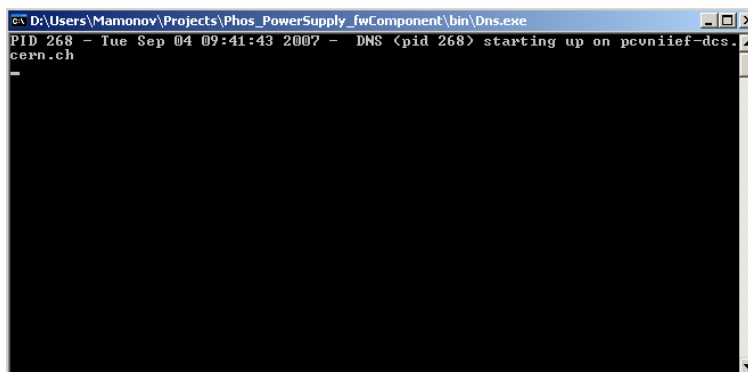 D:\Users\Mamonov\Projects\Phos_PowerSupply_fwComponent\bin\Dns.exe
PID 268 - Tue Sep 04 09:41:43 2007 -  DNS (pid 268) starting up on pcvniief-dcs.
cern.ch